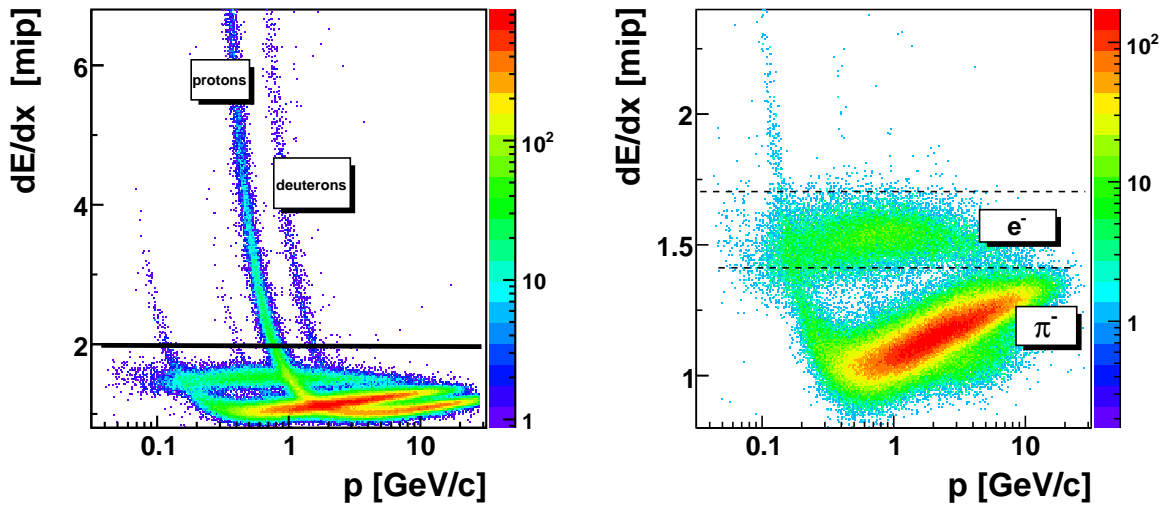 dE/dx [mip]
6
4
2
protons
deuterons
0.1
1
10
p [GeV/c]
10²
10
1
dE/dx [mip]
2
1.5
1
e⁻
π⁻
0.1
1
10
p [GeV/c]
10²
10
1